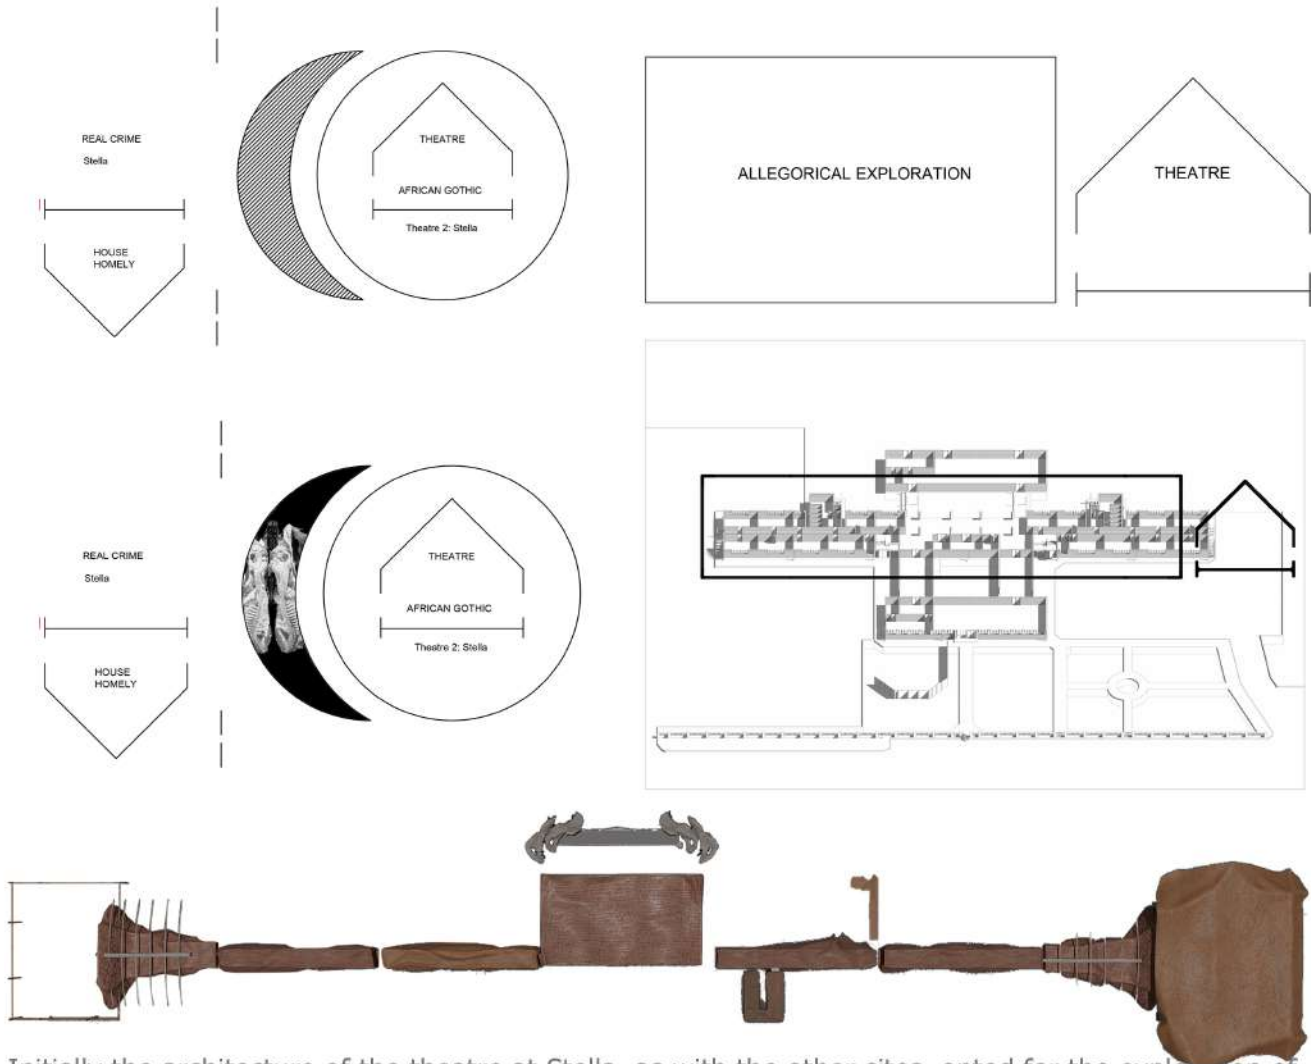 REAL CRIME
Stella
HOUSE
HOMELY
THEATRE
AFRICAN GOTHIC
Theatre 2: Stella
ALLEGORICAL EXPLORATION
THEATRE
REAL CRIME
Stella
HOUSE
HOMELY
THEATRE
AFRICAN GOTHIC
Theatre 2: Stella
Initially the architecture of the theatre at Stella, as with the other sites, opted for the